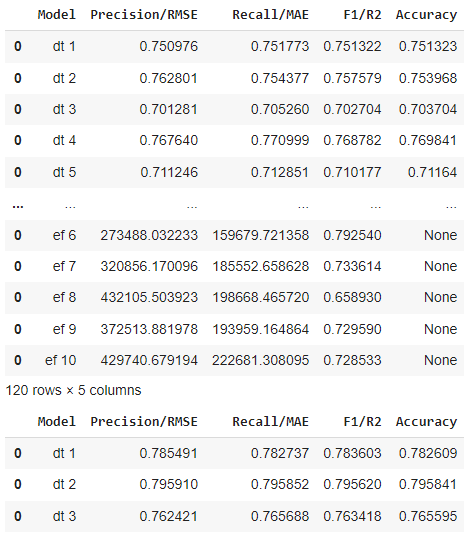 Model Precision/RMSE Recall/MAE F1/R2 Accuracy
0 dt 1 0.750976 0.751773 0.751322 0.751323
0 dt 2 0.762801 0.754377 0.757579 0.753968
0 dt 3 0.701281 0.705260 0.702704 0.703704
0 dt 4 0.767640 0.770999 0.768782 0.769841
0 dt 5 0.711246 0.712851 0.710177 0.71164
... ... ... ... ... ...
0 ef 6 273488.032233 159679.721358 0.792540 None
0 ef 7 320856.170096 185552.658628 0.733614 None
0 ef 8 432105.503923 198668.465720 0.658930 None
0 ef 9 372513.881978 193959.164864 0.729590 None
0 ef 10 429740.679194 222681.308095 0.728533 None
120 rows × 5 columns
Model Precision/RMSE Recall/MAE F1/R2 Accuracy
0 dt 1 0.785491 0.782737 0.783603 0.782609
0 dt 2 0.795910 0.795852 0.795620 0.795841
0 dt 3 0.762421 0.765688 0.763418 0.765595